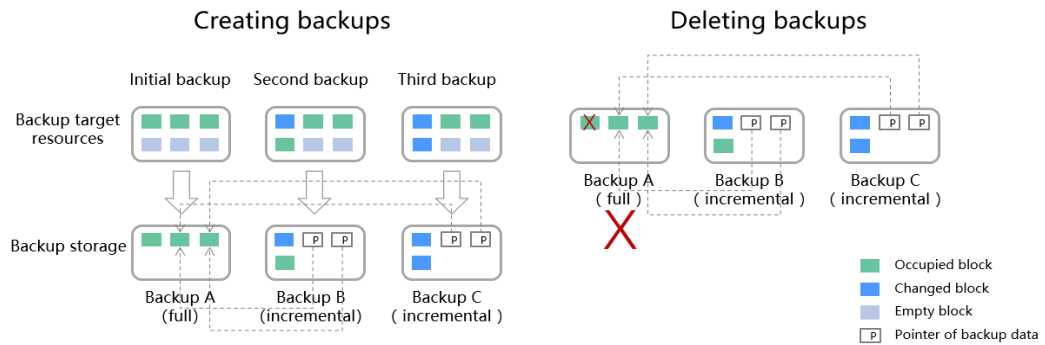 Creating backups
Initial backup
Second backup
Third backup
Backup target
resources
Backup storage
P
P
P
P
Backup A
(full)
Backup B
(incremental)
Backup C
( incremental )
Deleting backups
P
P
P
P
Backup A
( full )
Backup B
( incremental )
Backup C
( incremental )
Occupied block
Changed block
Empty block
P
Pointer of backup data